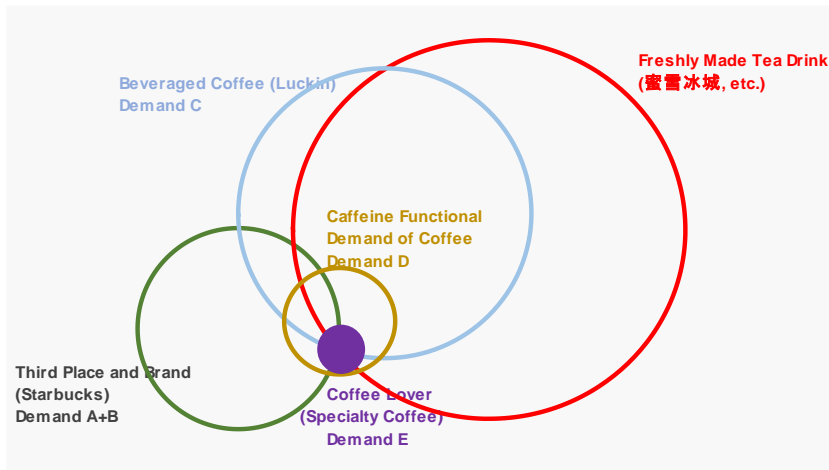 Freshly Made Tea Drink
(蜜雪冰城, etc.)
Beveraged Coffee (Luckin)
Demand C
Caffeine Functional
Demand of Coffee
Demand D
Third Place and Brand
(Starbucks)
Demand A+B
Coffee Lover
(Specialty Coffee)
Demand E